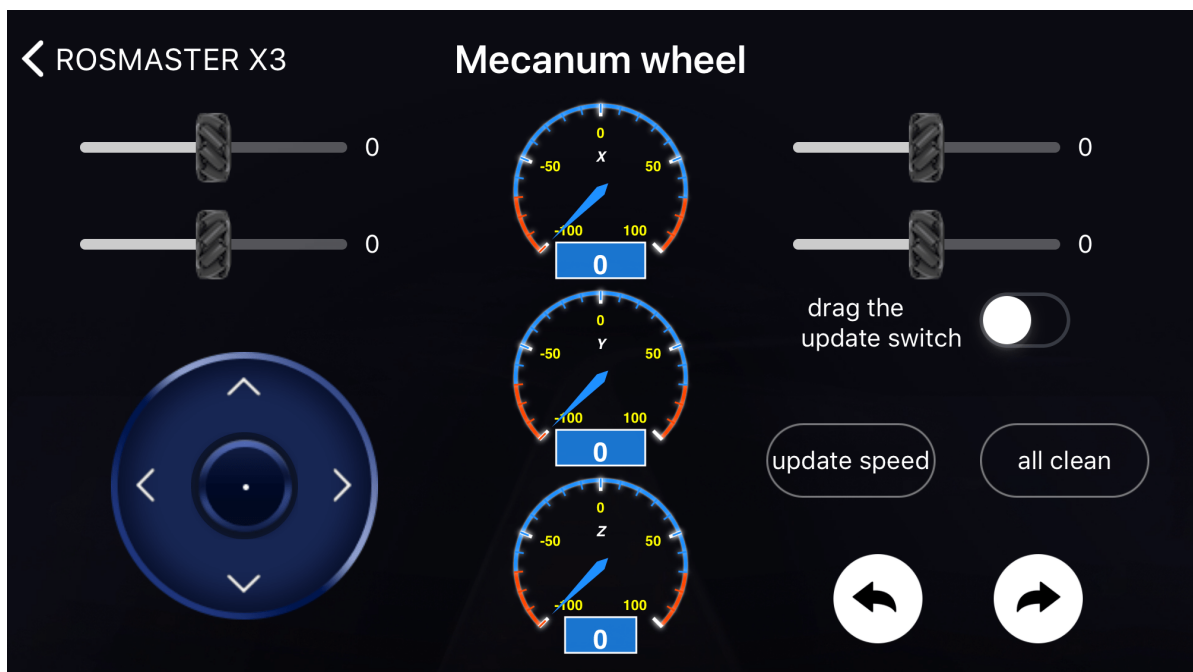 ROSMASTER X3
Mecanum wheel
0
0
0
X
-50
50
-100
100
0
0
0
0
Y
-50
50
-100
100
0
0
Z
-50
50
-100
100
0
drag the
update switch
update speed
all clean